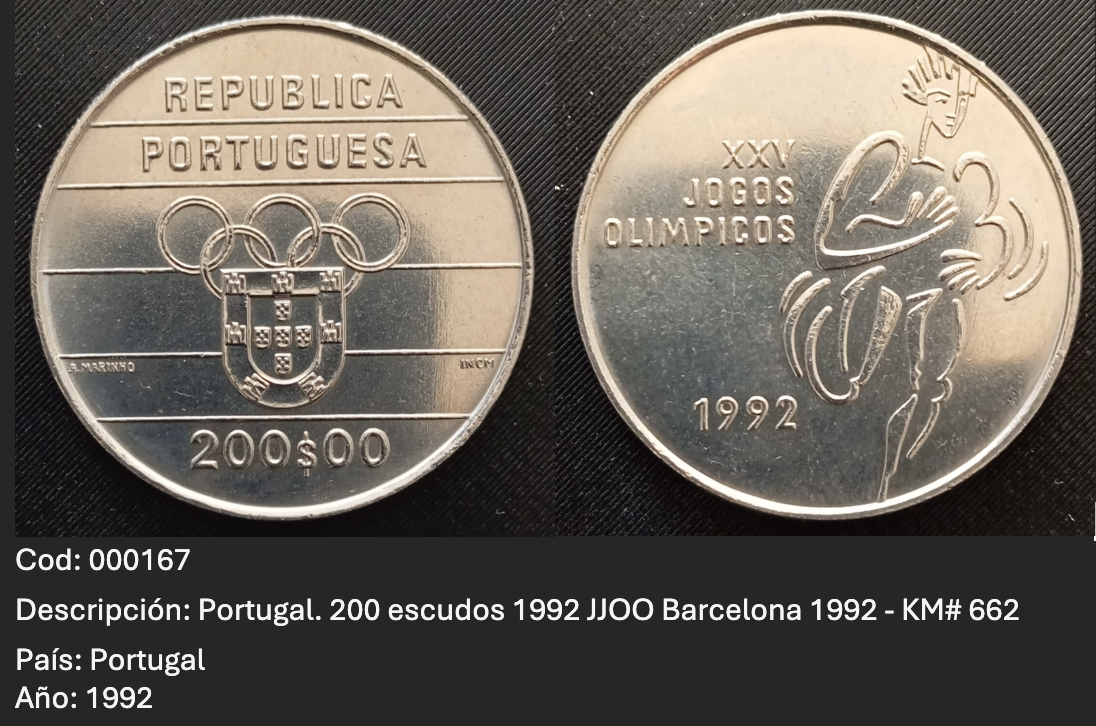 REPUBLICA
PORTUGUESA
A.MARINHO
INCM
200$00
XXV
JOGOS
OLIMPICOS
1992
Cod: 000167
Descripción: Portugal. 200 escudos 1992 JJOO Barcelona 1992 - KM# 662
País: Portugal
Año: 1992